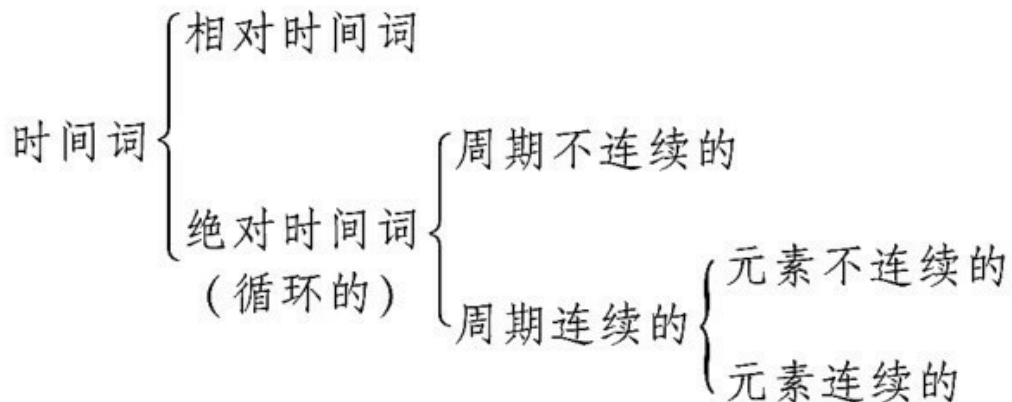 相对时间词
时间词
周期不连续的
绝对时间词
元素不连续的
(循环的)
周期连续的
元素连续的